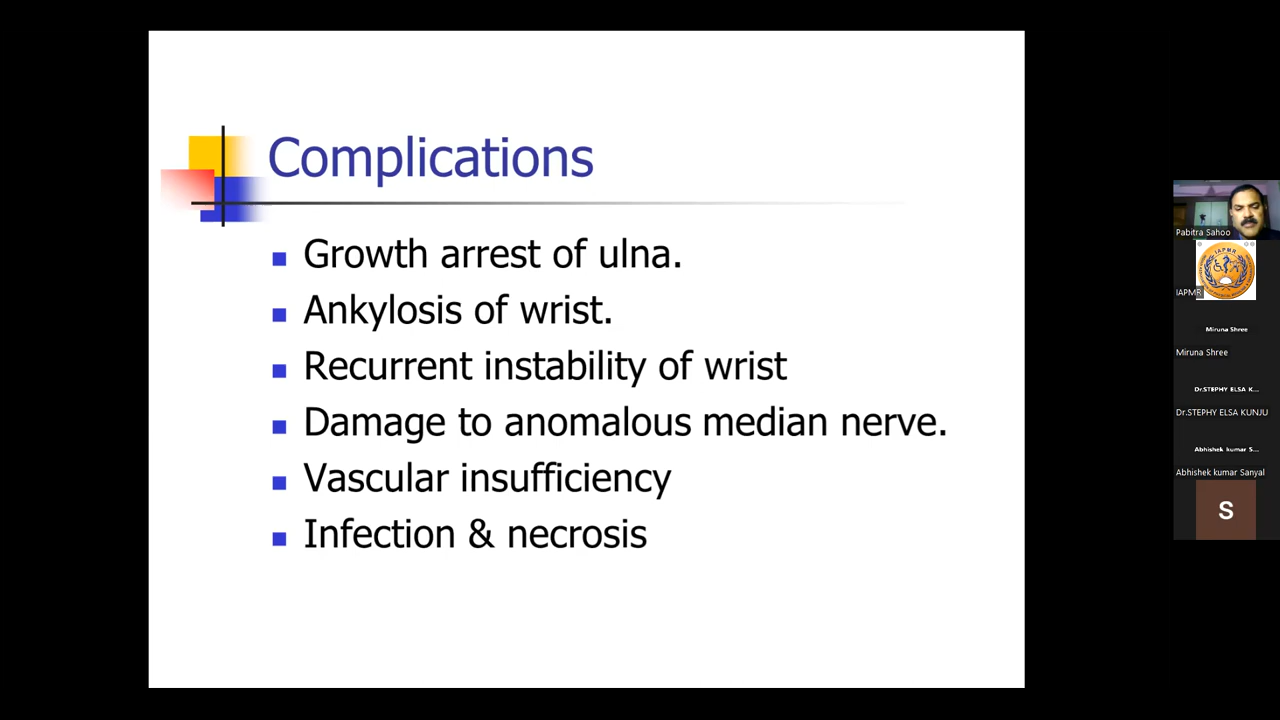 Complications
Growth arrest of ulna.
Ankylosis of wrist.
Recurrent instability of wrist
Damage to anomalous median nerve.
Vascular insufficiency
Infection & necrosis
Pabitra Sahoo
IAPMR
IAPMR
Miruna Shree
Miruna Shree
Dr.STEPHY ELSA K...
Dr.STEPHY ELSA KUNJU
Abhishek kumar S...
Abhishek kumar Sanyal
S